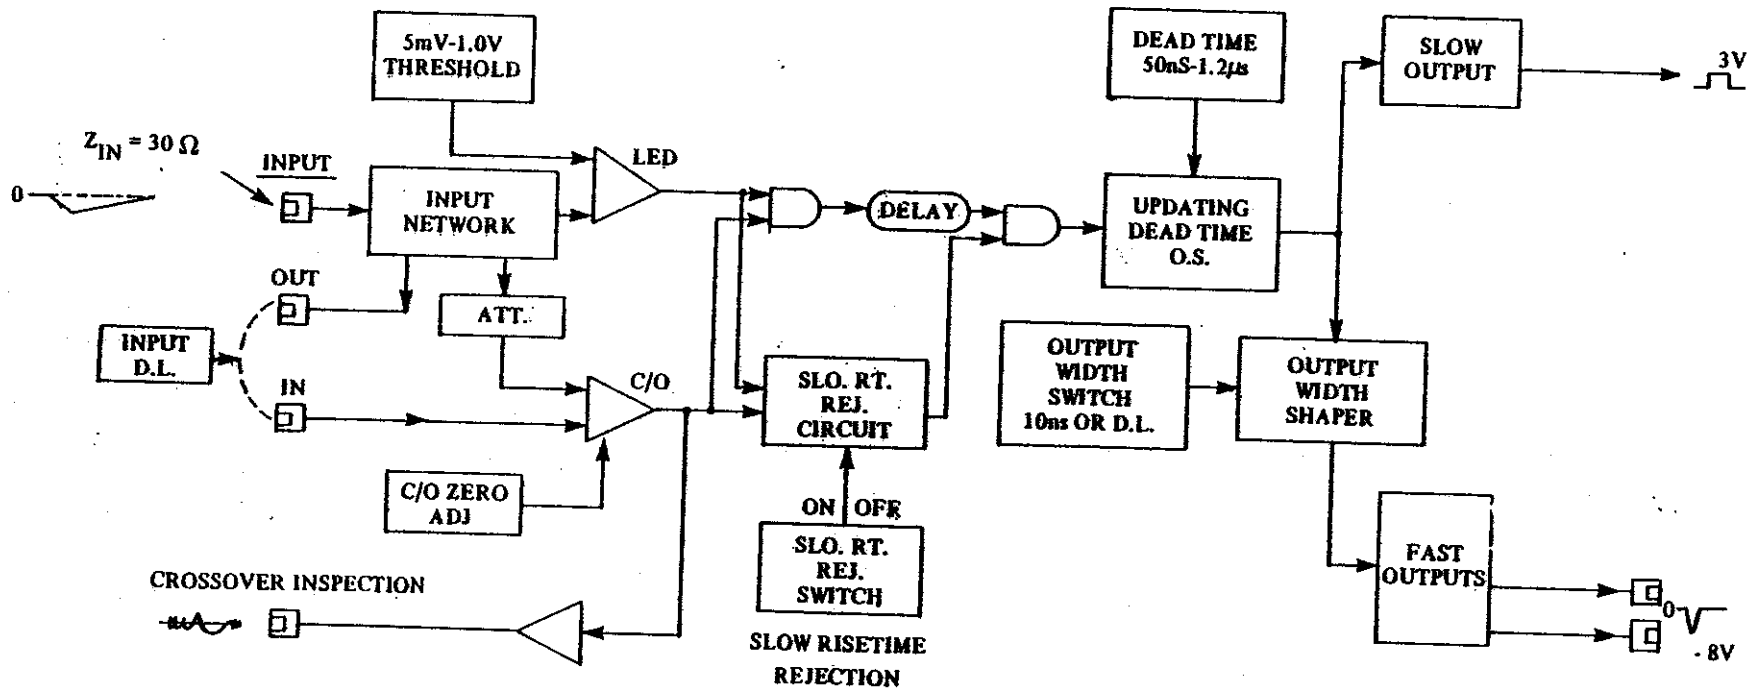 5mV-1.0V
THRESHOLD
DEAD TIME
50nS-1.2μs
SLOW
OUTPUT
3V
Z_IN = 30 Ω
INPUT
LED
0
INPUT
NETWORK
DELAY
UPDATING
DEAD TIME
O.S.
OUT
ATT.
INPUT
D.L.
IN
C/O
SLO. RT.
REJ.
CIRCUIT
OUTPUT
WIDTH
SWITCH
10ns OR D.L.
OUTPUT
WIDTH
SHAPER
C/O ZERO
ADJ
ON OFF
SLO. RT.
REJ.
SWITCH
FAST
OUTPUTS
0
- 8V
CROSSOVER INSPECTION
SLOW RISETIME
REJECTION